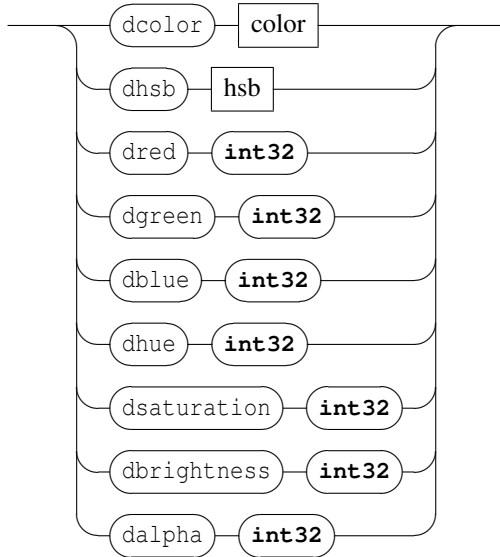 dcolor color
dhsb hsb
dred int32
dgreen int32
dblue int32
dhue int32
dsaturation int32
dbrightness int32
dalpha int32